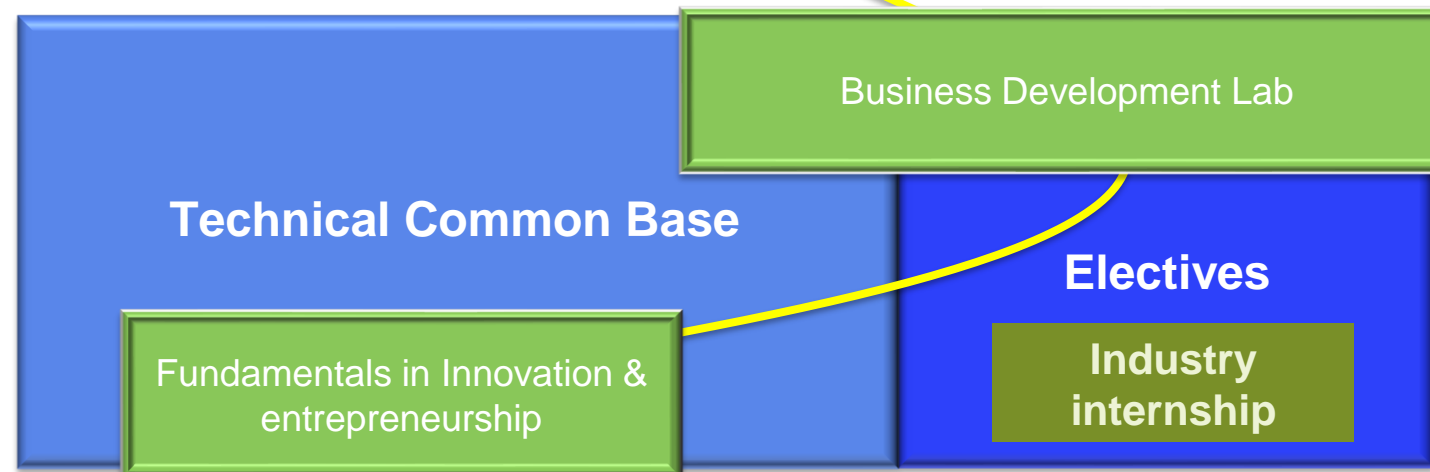 Business Development Lab
Technical Common Base
Electives
Fundamentals in Innovation &
entrepreneurship
Industry
internship